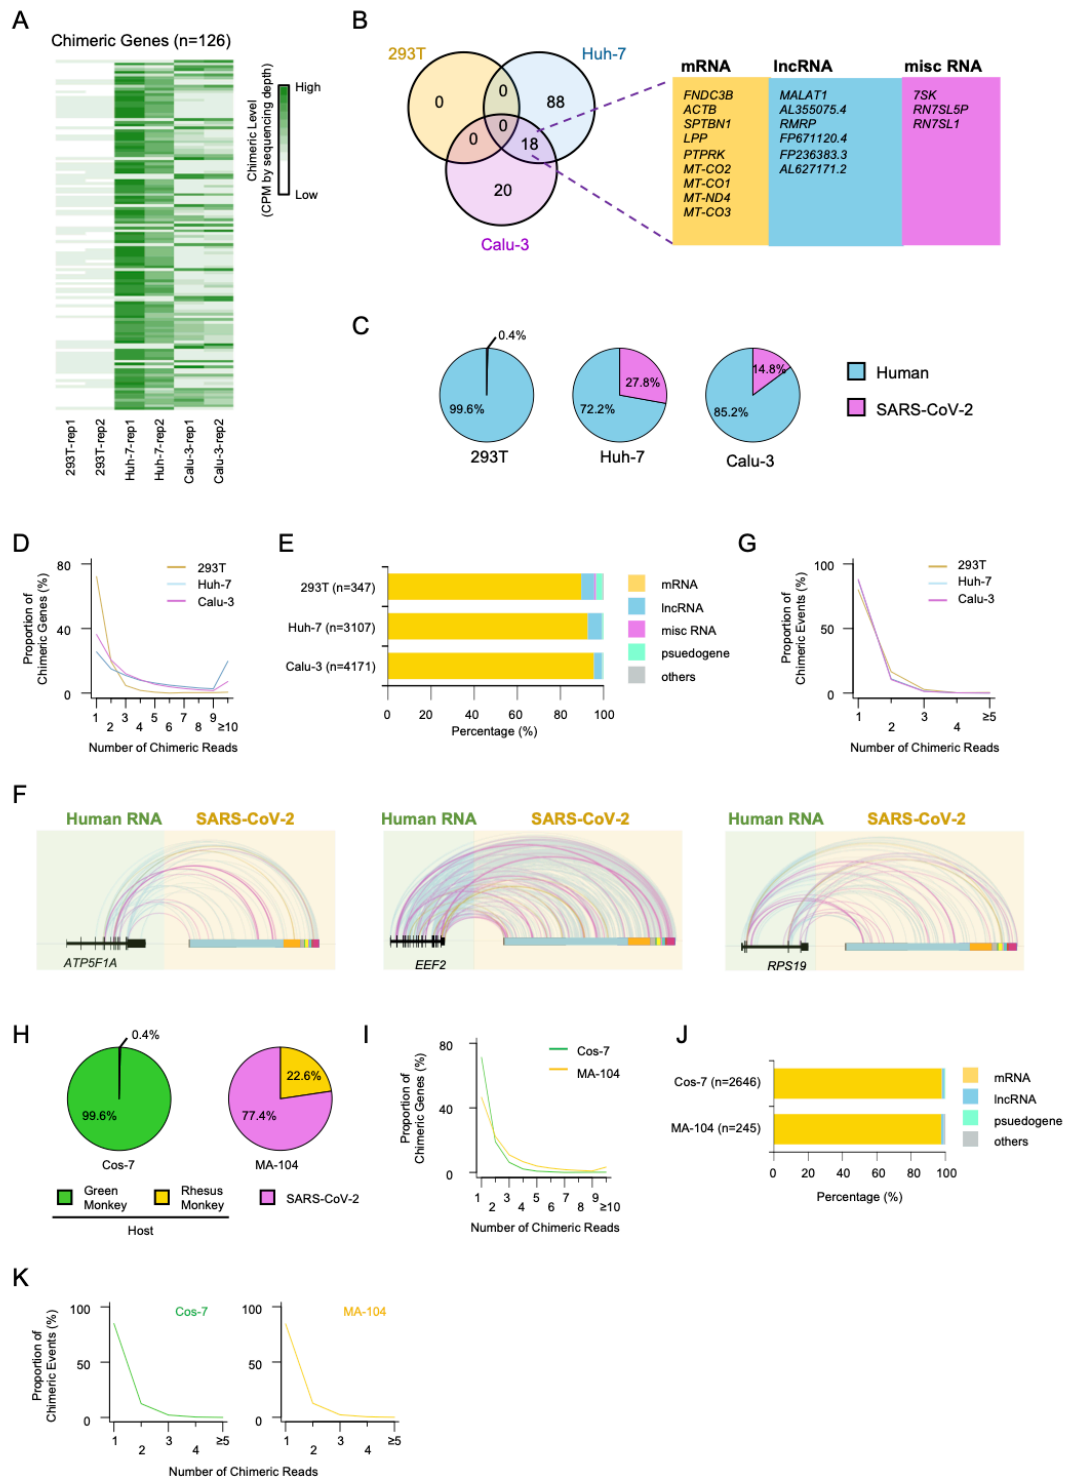 A
Chimeric Genes (n=126)
High
Low
Chimeric Level
(CPM by sequencing depth)
293T-rep1
293T-rep2
Huh-7-rep1
Huh-7-rep2
Calu-3-rep1
Calu-3-rep2
B
293T
Huh-7
Calu-3
0
0
88
0
0
18
20
mRNA
lncRNA
misc RNA
FNDC3B
ACTB
SPTBN1
LPP
PTPRK
MT-CO2
MT-CO1
MT-ND4
MT-CO3
MALAT1
AL355075.4
RMRP
FP671120.4
FP236383.3
AL627171.2
7SK
RN7SL5P
RN7SL1
C
0.4%
99.6%
293T
27.8%
72.2%
Huh-7
14.8%
85.2%
Calu-3
Human
SARS-CoV-2
D
Proportion of
Chimeric Genes (%)
80
40
0
293T
Huh-7
Calu-3
1
2
3
4
5
6
7
8
9
≥10
Number of Chimeric Reads
E
293T (n=347)
Huh-7 (n=3107)
Calu-3 (n=4171)
0 20 40 60 80 100
Percentage (%)
mRNA
lncRNA
misc RNA
psuedogene
others
G
Proportion of
Chimeric Events (%)
100
50
0
293T
Huh-7
Calu-3
1
2
3
4
≥5
Number of Chimeric Reads
F
Human RNA SARS-CoV-2
ATP5F1A
Human RNA SARS-CoV-2
EEF2
Human RNA SARS-CoV-2
RPS19
H
0.4%
99.6%
Cos-7
22.6%
77.4%
MA-104
Green
Monkey
Rhesus
Monkey
SARS-CoV-2
Host
I
Proportion of
Chimeric Genes (%)
80
40
0
Cos-7
MA-104
1
2
3
4
5
6
7
8
9
≥10
Number of Chimeric Reads
J
Cos-7 (n=2646)
MA-104 (n=245)
0 20 40 60 80 100
Percentage (%)
mRNA
lncRNA
psuedogene
others
K
Proportion of
Chimeric Events (%)
100
50
0
Cos-7
1
2
3
4
≥5
100
50
0
MA-104
1
2
3
4
≥5
Number of Chimeric Reads